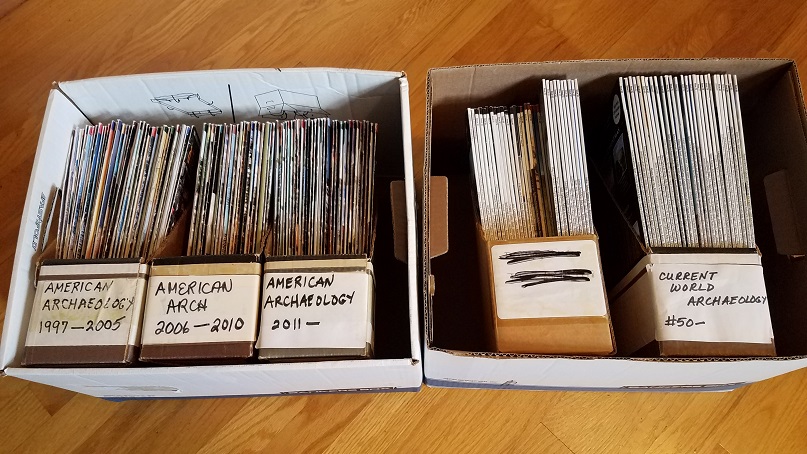 AMERICAN
ARCHAEOLOGY
1997—2005
AMERICAN
ARCH
2006—2010
AMERICAN
ARCHAEOLOGY
2011—
CURRENT
WORLD
ARCHAEOLOGY
#50—